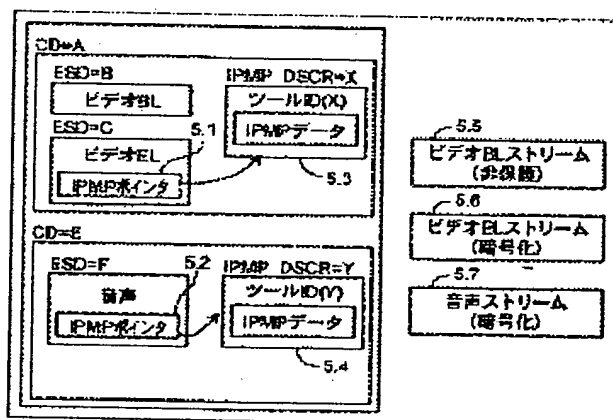 OD=A
ESD=B
ビデオBL
ESD=C
ビデオEL
5.1
IPMPポインタ
IPMP DSCR=X
ツールID(X)
IPMPデータ
5.3
OD=E
ESD=F
5.2
音声
IPMPポインタ
IPMP DSCR=Y
ツールID(Y)
IPMPデータ
5.4
5.5
ビデオBLストリーム
(非保護)
5.6
ビデオBLストリーム
(暗号化)
5.7
音声ストリーム
(暗号化)